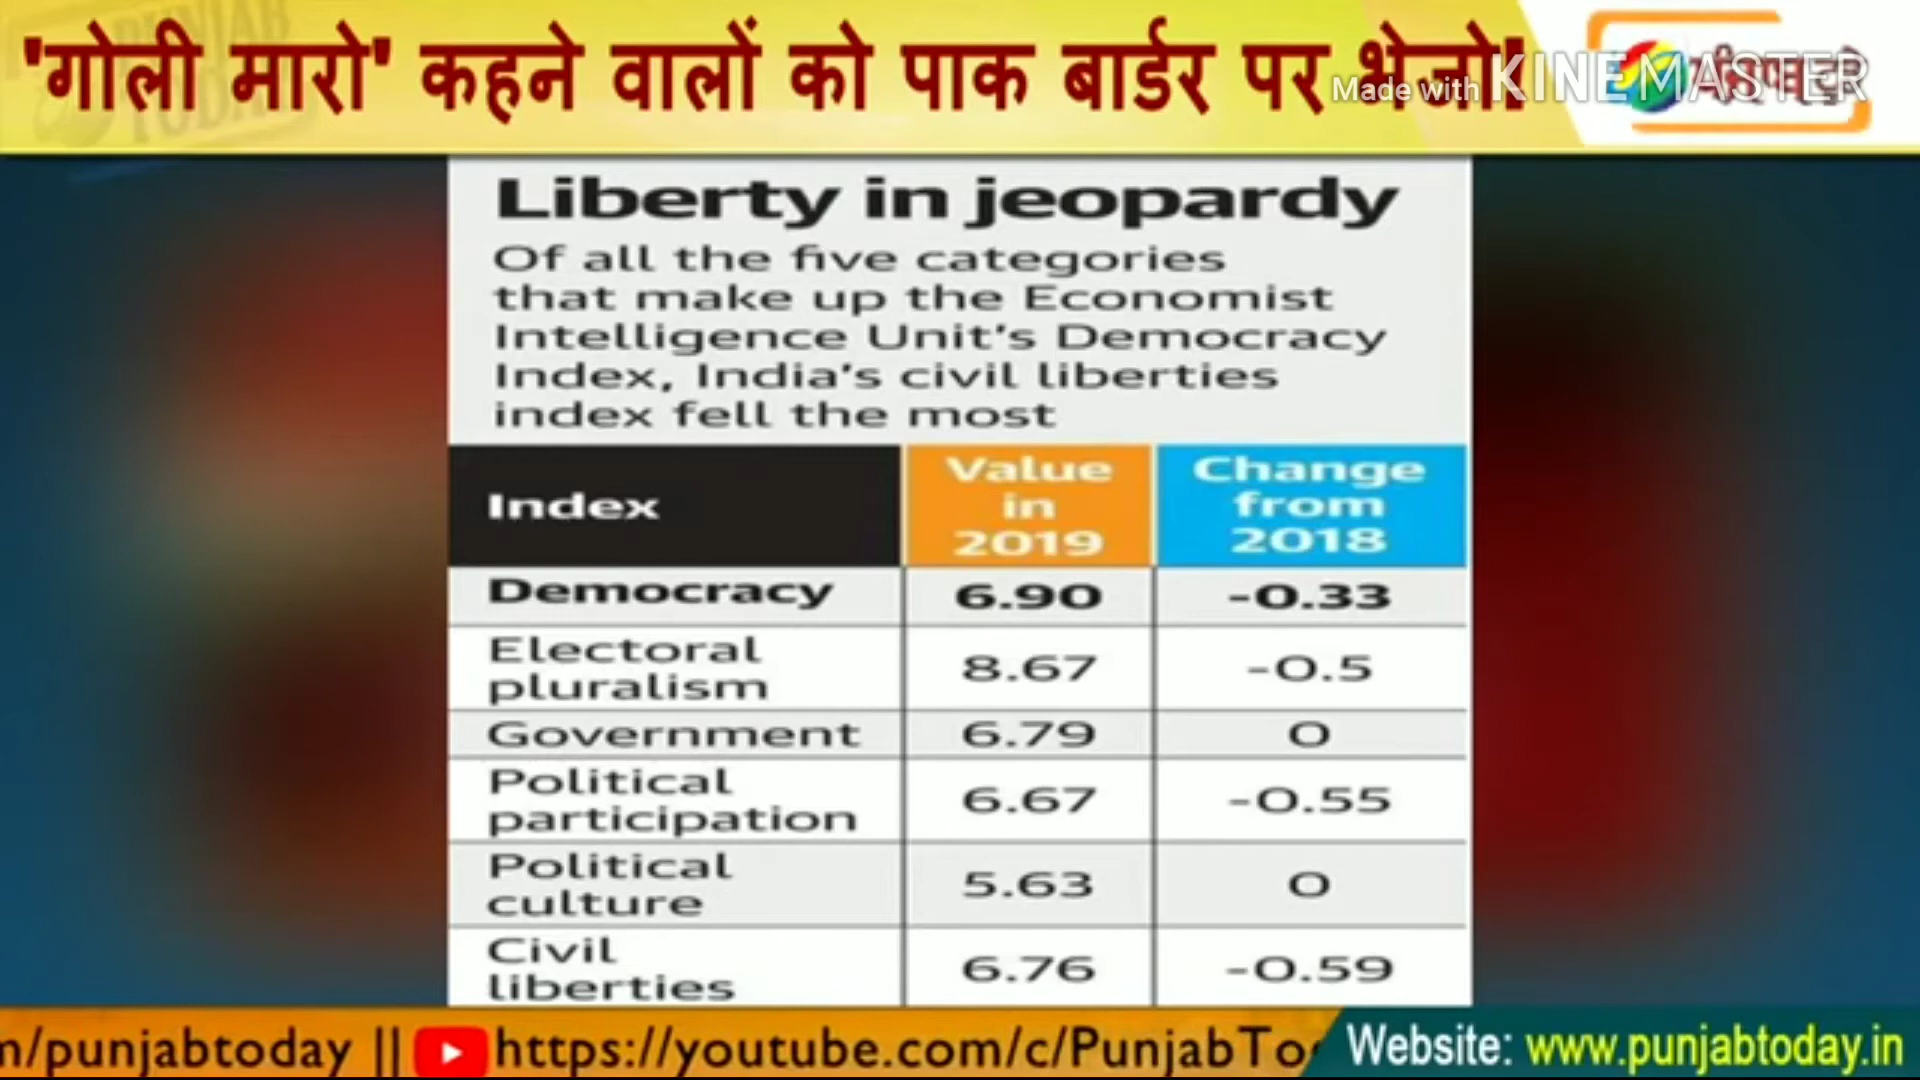 'गोली मारो' कहने वालों को पाक बार्डर पर भेजो!
Made with KINEMASTER
Liberty in jeopardy
Of all the five categories
that make up the Economist
Intelligence Unit's Democracy
Index, India's civil liberties
index fell the most
Index Value in 2019 Change from 2018
Democracy 6.90 -0.33
Electoral pluralism 8.67 -0.5
Government 6.79 0
Political participation 6.67 -0.55
Political culture 5.63 0
Civil liberties 6.76 -0.59
m/punjabtoday || https://youtube.com/c/PunjabTo
Website: www.punjabtoday.in